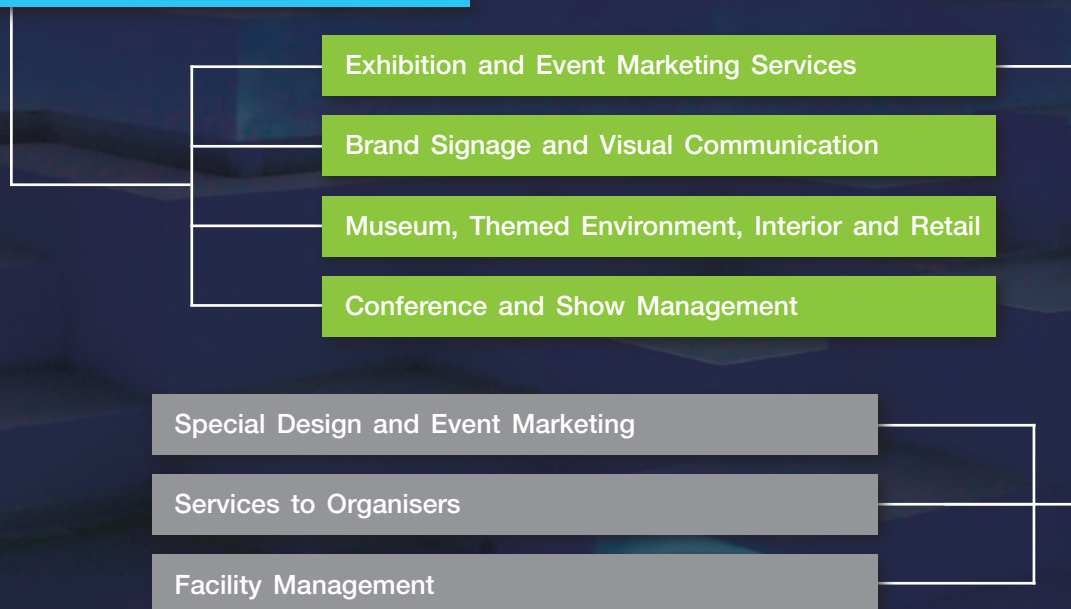 Exhibition and Event Marketing Services
Brand Signage and Visual Communication
Museum, Themed Environment, Interior and Retail
Conference and Show Management
Special Design and Event Marketing
Services to Organisers
Facility Management